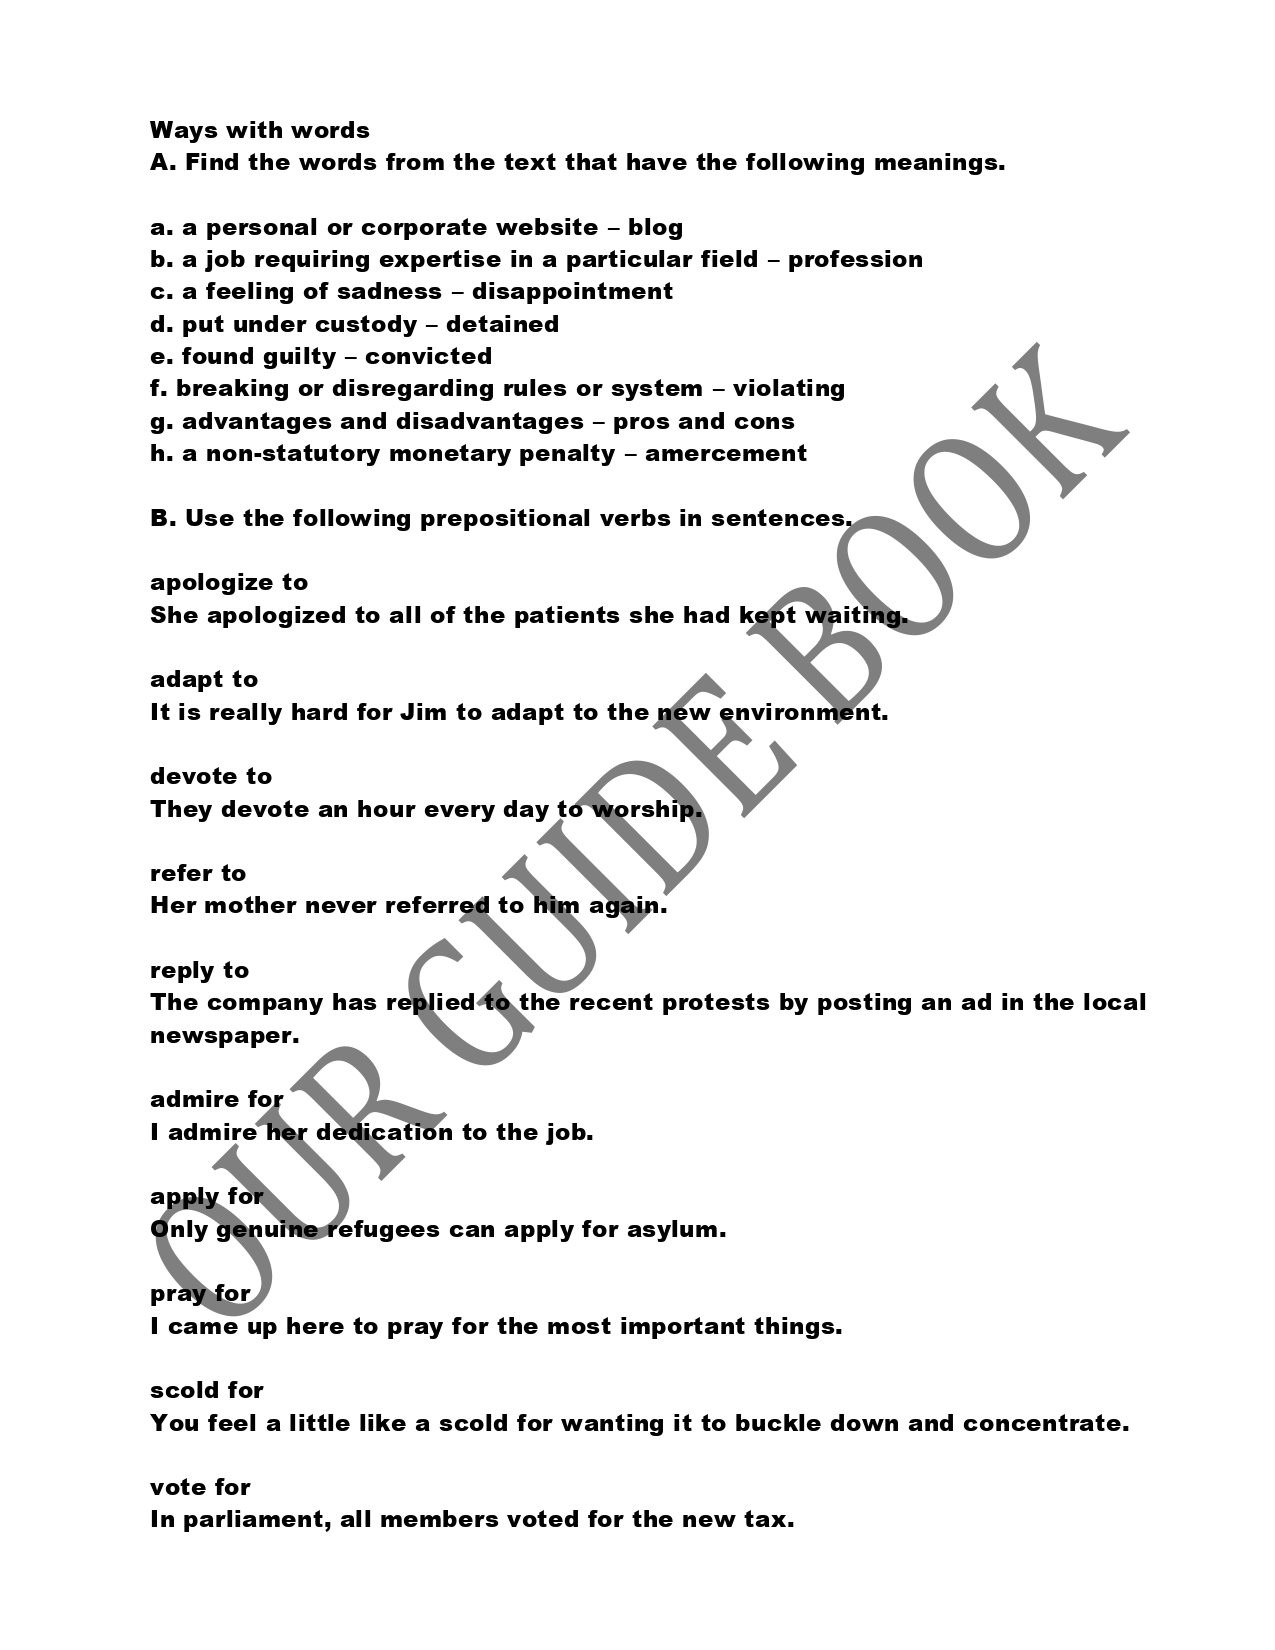 Ways with words
A. Find the words from the text that have the following meanings.
a. a personal or corporate website – blog
b. a job requiring expertise in a particular field – profession
c. a feeling of sadness – disappointment
d. put under custody – detained
e. found guilty – convicted
f. breaking or disregarding rules or system – violating
g. advantages and disadvantages – pros and cons
h. a non-statutory monetary penalty – amercement
B. Use the following prepositional verbs in sentences.
apologize to
She apologized to all of the patients she had kept waiting.
adapt to
It is really hard for Jim to adapt to the new environment.
devote to
They devote an hour every day to worship.
refer to
Her mother never referred to him again.
reply to
The company has replied to the recent protests by posting an ad in the local
newspaper.
admire for
I admire her dedication to the job.
apply for
Only genuine refugees can apply for asylum.
pray for
I came up here to pray for the most important things.
scold for
You feel a little like a scold for wanting it to buckle down and concentrate.
vote for
In parliament, all members voted for the new tax.
OUR GUIDE BOOK